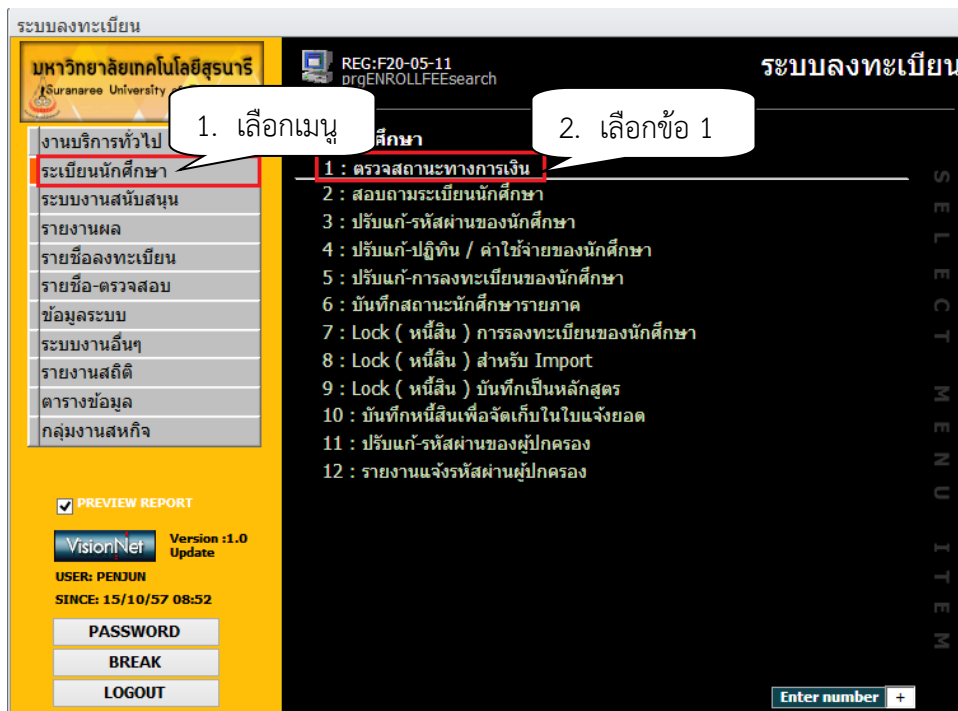 ระบบลงทะเบียน
มหาวิทยาลัยเทคโนโลยีสุรนารี
Suranaree University
REG:F20-05-11
prgENROLLFEEsearch
ระบบลงทะเบียน
1. เลือกเมนู
2. เลือกข้อ 1
งานบริการทั่วไป
ระเบียนนักศึกษา
ระบบงานสนับสนุน
รายงานผล
รายชื่อลงทะเบียน
รายชื่อ-ตรวจสอบ
ข้อมูลระบบ
ระบบงานอื่นๆ
รายงานสถิติ
ตารางข้อมูล
กลุ่มงานสหกิจ
ศึกษา
1 : ตรวจสถานะทางการเงิน
2 : สอบถามระเบียนนักศึกษา
3 : ปรับแก้-รหัสผ่านของนักศึกษา
4 : ปรับแก้-ปฏิทิน / ค่าใช้จ่ายของนักศึกษา
5 : ปรับแก้-การลงทะเบียนของนักศึกษา
6 : บันทึกสถานะนักศึกษารายภาค
7 : Lock ( หนี้สิน ) การรลงทะเบียนของนักศึกษา
8 : Lock ( หนี้สิน ) สำหรับ Import
9 : Lock ( หนี้สิน ) บันทึกเป็นหลักสูตร
10 : บันทึกหนี้สินเพื่อจัดเก็บในใบแจ้งยอด
11 : ปรับแก้-รหัสผ่านของผู้ปกครอง
12 : รายงานแจ้งรหัสผ่านผู้ปกครอง
SELECT MENU ITEM
PREVIEW REPORT
VisionNet
Version :1.0
Update
USER: PENJUN
SINCE: 15/10/57 08:52
PASSWORD
BREAK
LOGOUT
Enter number +